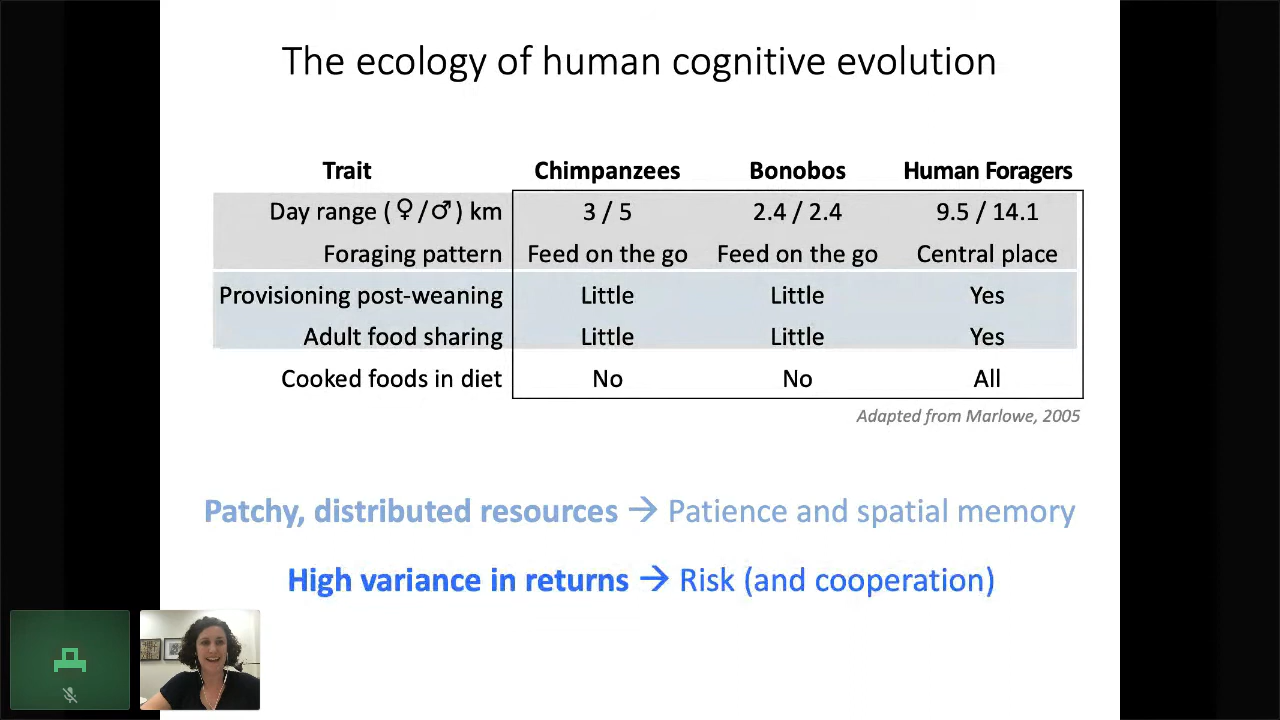 The ecology of human cognitive evolution
Trait Chimpanzees Bonobos Human Foragers
Day range (♀/♂) km 3 / 5 2.4 / 2.4 9.5 / 14.1
Foraging pattern Feed on the go Feed on the go Central place
Provisioning post-weaning Little Little Yes
Adult food sharing Little Little Yes
Cooked foods in diet No No All
Adapted from Marlowe, 2005
Patchy, distributed resources → Patience and spatial memory
High variance in returns → Risk (and cooperation)